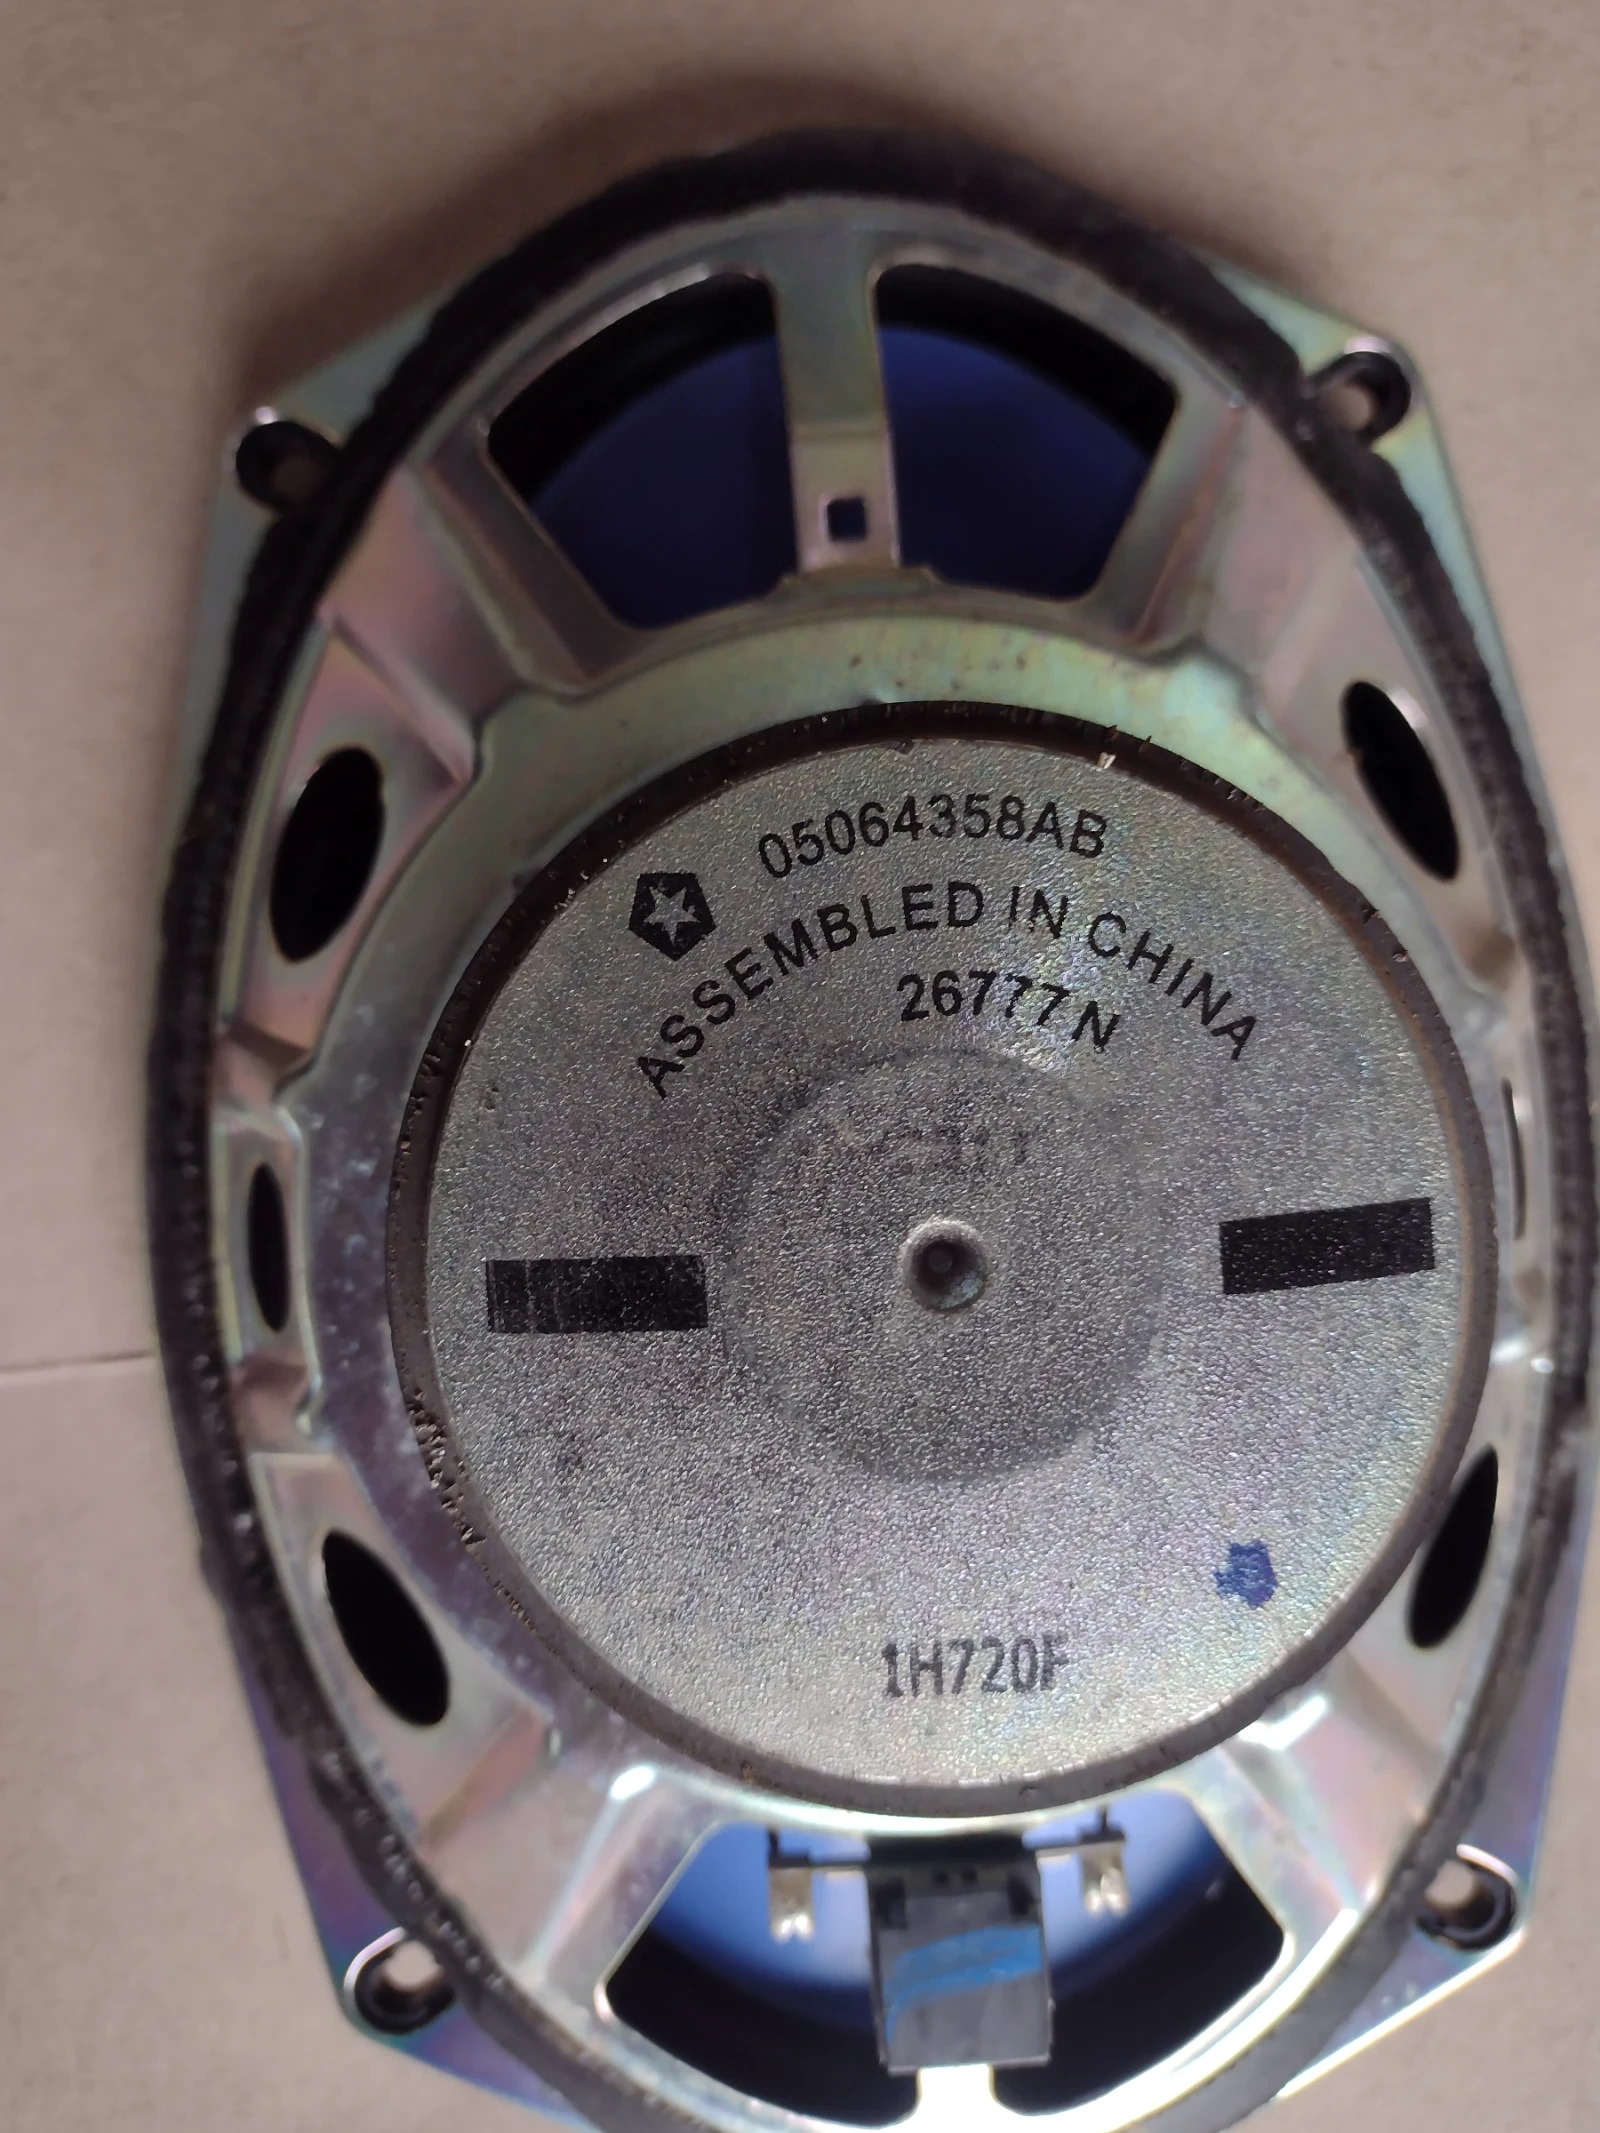 05064358AB
ASSEMBLED IN CHINA
26777N
1H720F